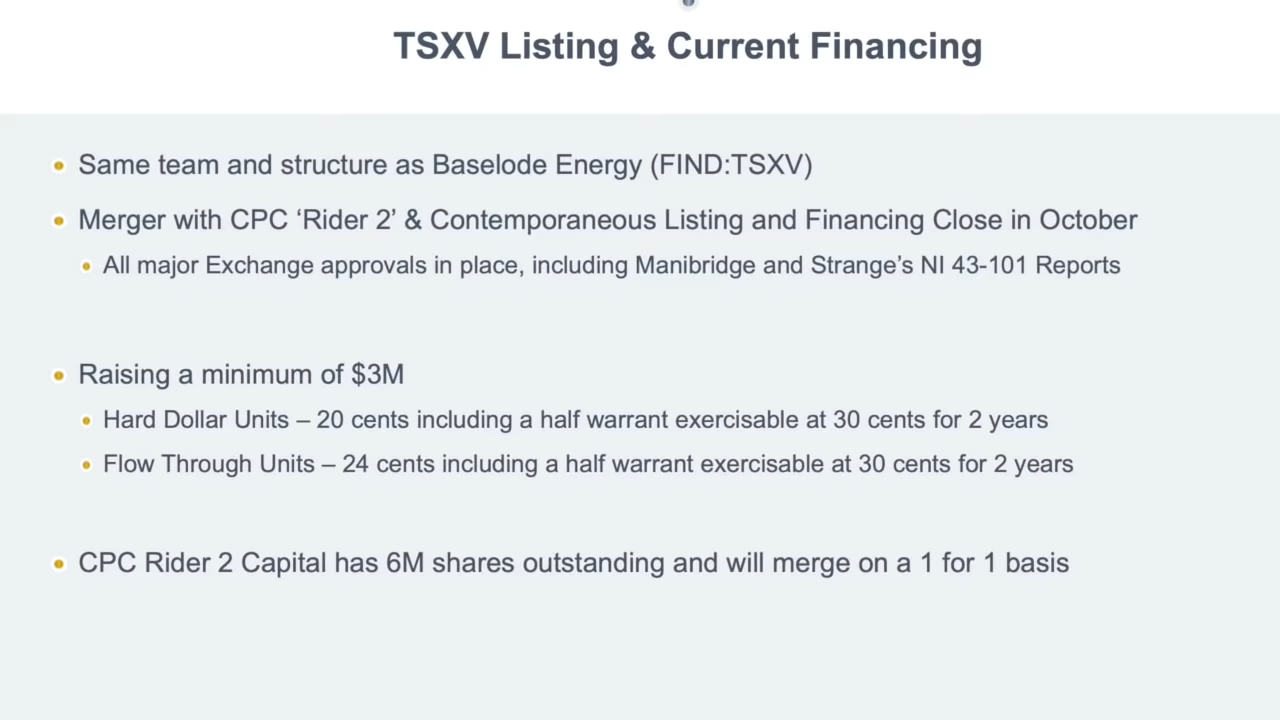 TSXV Listing & Current Financing
Same team and structure as Baselode Energy (FIND:TSXV)
Merger with CPC ‘Rider 2’ & Contemporaneous Listing and Financing Close in October
All major Exchange approvals in place, including Manibridge and Strange’s NI 43-101 Reports
Raising a minimum of $3M
Hard Dollar Units – 20 cents including a half warrant exercisable at 30 cents for 2 years
Flow Through Units – 24 cents including a half warrant exercisable at 30 cents for 2 years
CPC Rider 2 Capital has 6M shares outstanding and will merge on a 1 for 1 basis